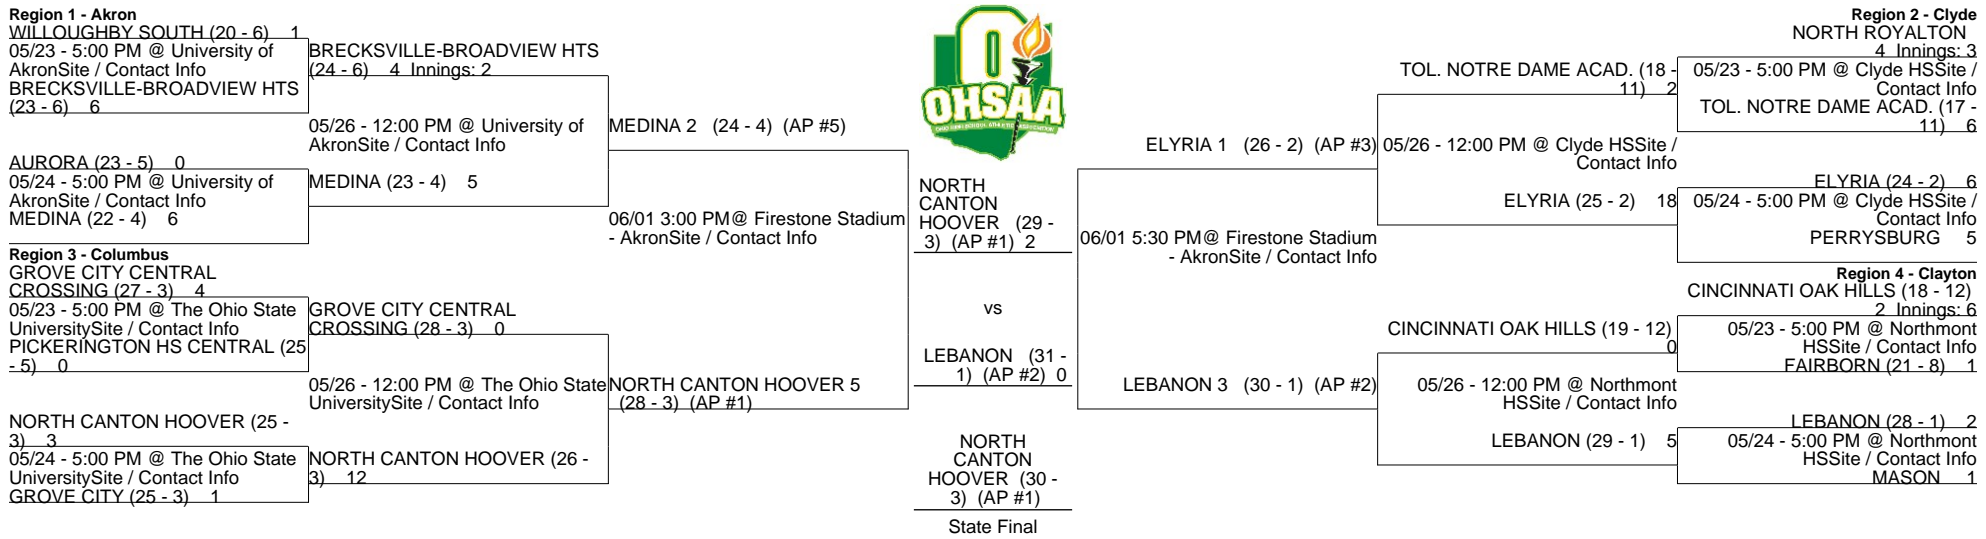 Region 1 - Akron
WILLOUGHBY SOUTH (20 - 6) 1
05/23 - 5:00 PM @ University of
AkronSite / Contact Info
BRECKSVILLE-BROADVIEW HTS
(23 - 6) 6
AURORA (23 - 5) 0
05/24 - 5:00 PM @ University of
AkronSite / Contact Info
MEDINA (22 - 4) 6
BRECKSVILLE-BROADVIEW HTS
(24 - 6) 4 Innings: 2
05/26 - 12:00 PM @ University of
AkronSite / Contact Info
MEDINA (23 - 4) 5
MEDINA 2 (24 - 4) (AP #5)
Region 3 - Columbus
GROVE CITY CENTRAL
CROSSING (27 - 3) 4
05/23 - 5:00 PM @ The Ohio State
UniversitySite / Contact Info
PICKERINGTON HS CENTRAL (25
- 5) 0
NORTH CANTON HOOVER (25 -
3) 3
05/24 - 5:00 PM @ The Ohio State
UniversitySite / Contact Info
GROVE CITY (25 - 3) 1
GROVE CITY CENTRAL
CROSSING (28 - 3) 0
05/26 - 12:00 PM @ The Ohio State
UniversitySite / Contact Info
NORTH CANTON HOOVER (26 -
3) 12
06/01 3:00 PM@ Firestone Stadium
- AkronSite / Contact Info
NORTH CANTON HOOVER 5
(28 - 3) (AP #1)
OHSAA
NORTH
CANTON
HOOVER (29 -
3) (AP #1) 2
vs
LEBANON (31 -
1) (AP #2) 0
NORTH
CANTON
HOOVER (30 -
3) (AP #1)
State Final
ELYRIA 1 (26 - 2) (AP #3)
06/01 5:30 PM@ Firestone Stadium
- AkronSite / Contact Info
LEBANON 3 (30 - 1) (AP #2)
TOL. NOTRE DAME ACAD. (18 -
11) 2
05/26 - 12:00 PM @ Clyde HSSite /
Contact Info
ELYRIA (25 - 2) 18
Region 2 - Clyde
NORTH ROYALTON
4 Innings: 3
05/23 - 5:00 PM @ Clyde HSSite /
Contact Info
TOL. NOTRE DAME ACAD. (17 -
11) 6
ELYRIA (24 - 2) 6
05/24 - 5:00 PM @ Clyde HSSite /
Contact Info
PERRYSBURG 5
CINCINNATI OAK HILLS (19 - 12)
0
05/26 - 12:00 PM @ Northmont
HSSite / Contact Info
LEBANON (29 - 1) 5
Region 4 - Clayton
CINCINNATI OAK HILLS (18 - 12)
2 Innings: 6
05/23 - 5:00 PM @ Northmont
HSSite / Contact Info
FAIRBORN (21 - 8) 1
LEBANON (28 - 1) 2
05/24 - 5:00 PM @ Northmont
HSSite / Contact Info
MASON 1